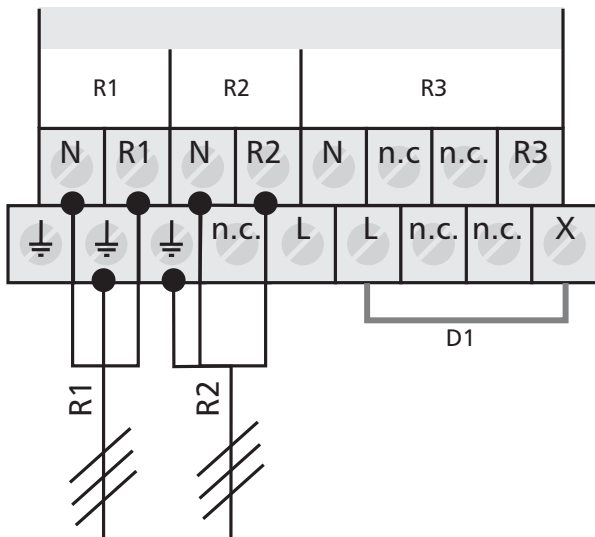 R1 R2 R3
N R1 N R2 N n.c n.c. R3
n.c. L L n.c. n.c. X
D1
R1 R2